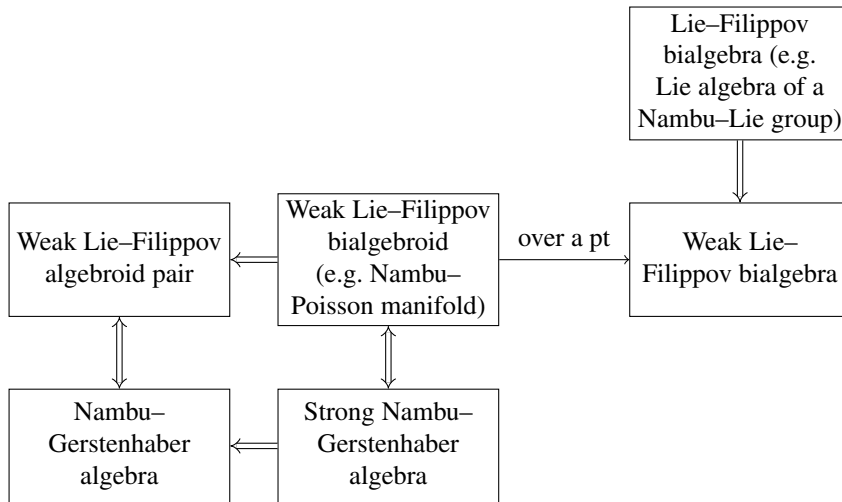 Lie–Filippov
bialgebra (e.g.
Lie algebra of a
Nambu–Lie group)
Weak Lie–Filippov
algebroid pair
Weak Lie–Filippov
bialgebroid
(e.g. Nambu–
Poisson manifold)
over a pt
Weak Lie–
Filippov bialgebra
Nambu–
Gerstenhaber
algebra
Strong Nambu–
Gerstenhaber
algebra